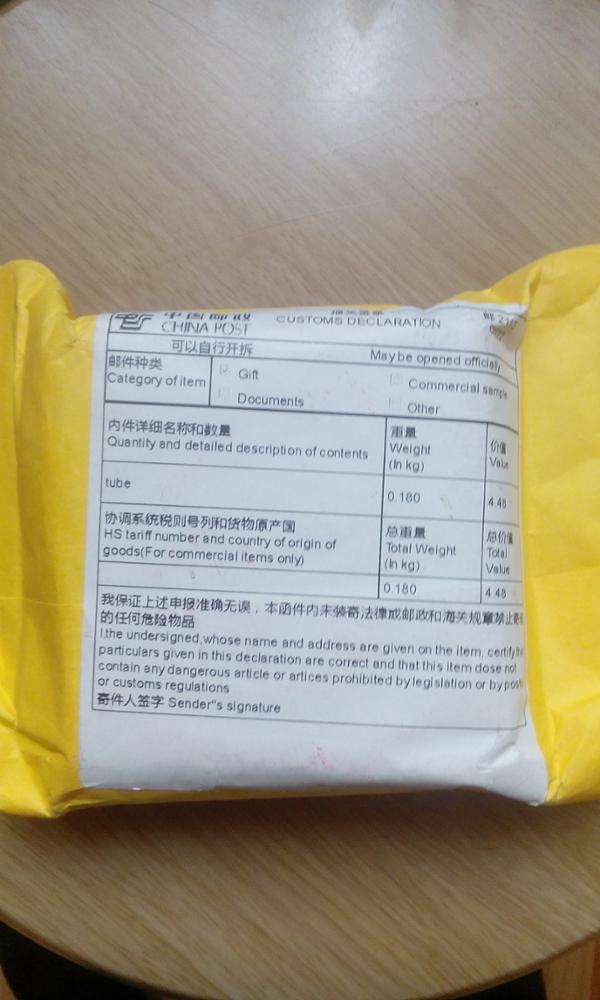 中国邮政
CHINA POST
报关签条
CUSTOMS DECLARATION
可以自行开拆
May be opened officially
邮件种类
Category of item
Gift
Commercial sample
Documents
Other
内件详细名称和数量
Quantity and detailed description of contents
重量
Weight
(In kg)
价值
Value
tube
0.180
4.48
协调系统税则号列和货物原产国
HS tariff number and country of origin of
goods(For commercial items only)
总重量
Total Weight
(In kg)
总价值
Total
Value
0.180
4.48
我保证上述申报准确无误，本函件内未装寄法律或邮政和海关规章禁止寄
的任何危险物品
I,the undersigned,whose name and address are given on the item, certify
particulars given in this declaration are correct and that this item dose not
contain any dangerous article or artices prohibited by legislation or by
or customs regulations
寄件人签字 Sender"s signature